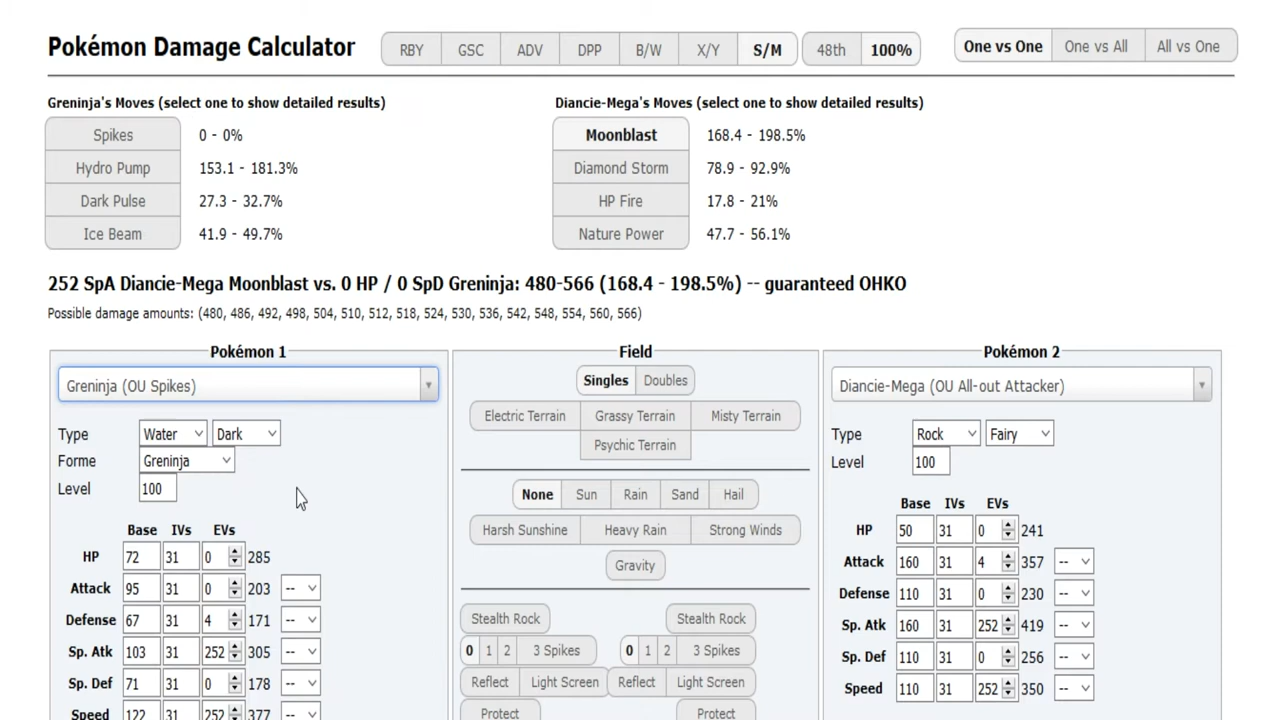 Pokémon Damage Calculator RBY GSC ADV DPP B/W X/Y S/M 48th 100% One vs One One vs All All vs One
Greninja's Moves (select one to show detailed results) Diancie-Mega's Moves (select one to show detailed results)
Spikes 0 - 0% Moonblast 168.4 - 198.5%
Hydro Pump 153.1 - 181.3% Diamond Storm 78.9 - 92.9%
Dark Pulse 27.3 - 32.7% HP Fire 17.8 - 21%
Ice Beam 41.9 - 49.7% Nature Power 47.7 - 56.1%
252 SpA Diancie-Mega Moonblast vs. 0 HP / 0 SpD Greninja: 480-566 (168.4 - 198.5%) -- guaranteed OHKO
Possible damage amounts: (480, 486, 492, 498, 504, 510, 512, 518, 524, 530, 536, 542, 548, 554, 560, 566)
Pokémon 1
Greninja (OU Spikes)
Type Water Dark
Forme Greninja
Level 100
Base IVs EVs
HP 72 31 0 285
Attack 95 31 0 203 --
Defense 67 31 4 171 --
Sp. Atk 103 31 252 305 --
Sp. Def 71 31 0 178 --
Speed 122 31 252 377 --
Field
Singles Doubles
Electric Terrain Grassy Terrain Misty Terrain
Psychic Terrain
None Sun Rain Sand Hail
Harsh Sunshine Heavy Rain Strong Winds
Gravity
Stealth Rock Stealth Rock
0 1 2 3 Spikes 0 1 2 3 Spikes
Reflect Light Screen Reflect Light Screen
Protect Protect
Pokémon 2
Diancie-Mega (OU All-out Attacker)
Type Rock Fairy
Level 100
Base IVs EVs
HP 50 31 0 241
Attack 160 31 4 357 --
Defense 110 31 0 230 --
Sp. Atk 160 31 252 419 --
Sp. Def 110 31 0 256 --
Speed 110 31 252 350 --